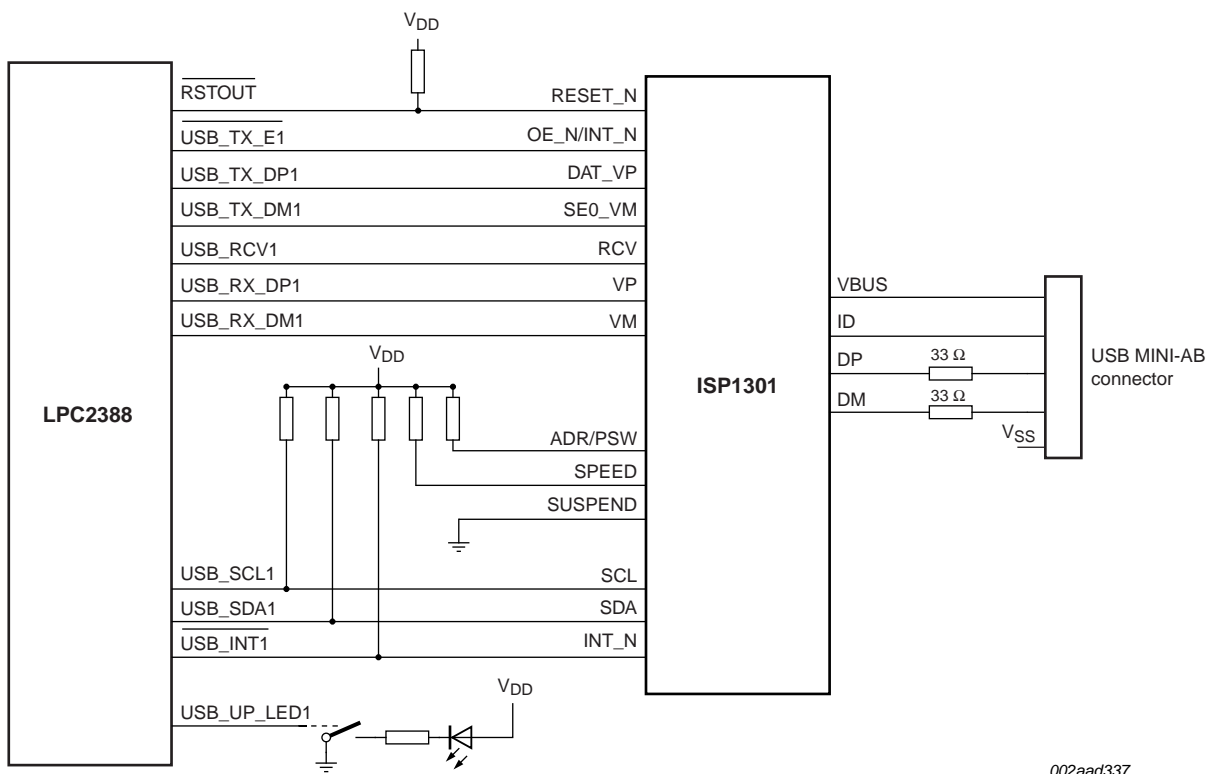 VDD
RSTOUT
RESET_N
USB_TX_E1
OE_N/INT_N
USB_TX_DP1
DAT_VP
USB_TX_DM1
SE0_VM
USB_RCV1
RCV
USB_RX_DP1
VP
USB_RX_DM1
VM
VBUS
ID
DP
33 Ω
DM
33 Ω
VSS
USB MINI-AB
connector
VDD
LPC2388
ISP1301
ADR/PSW
SPEED
SUSPEND
USB_SCL1
SCL
USB_SDA1
SDA
USB_INT1
INT_N
VDD
USB_UP_LED1
002aad337